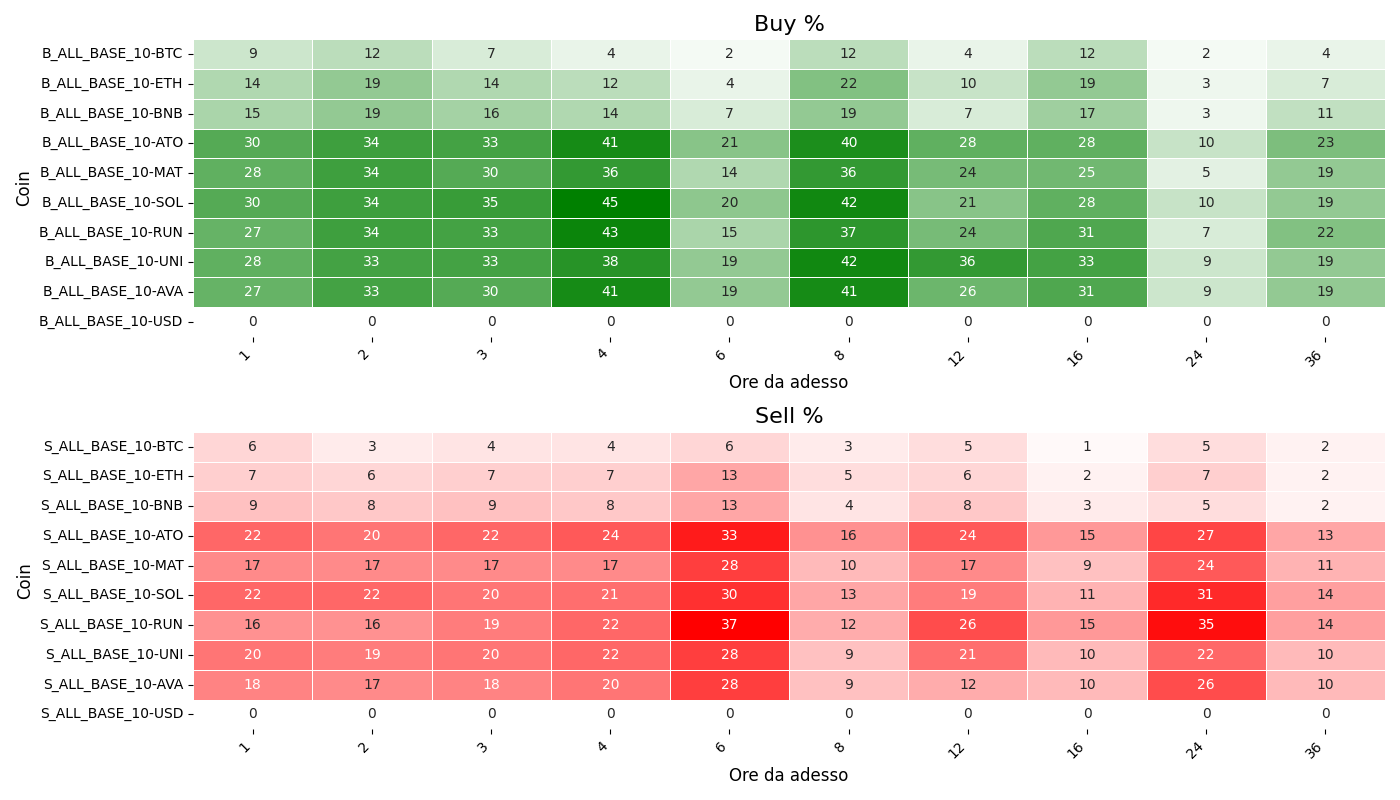 Buy %
Coin
B_ALL_BASE_10-BTC 9 12 7 4 2 12 4 12 2 4
B_ALL_BASE_10-ETH 14 19 14 12 4 22 10 19 3 7
B_ALL_BASE_10-BNB 15 19 16 14 7 19 7 17 3 11
B_ALL_BASE_10-ATO 30 34 33 41 21 40 28 28 10 23
B_ALL_BASE_10-MAT 28 34 30 36 14 36 24 25 5 19
B_ALL_BASE_10-SOL 30 34 35 45 20 42 21 28 10 19
B_ALL_BASE_10-RUN 27 34 33 43 15 37 24 31 7 22
B_ALL_BASE_10-UNI 28 33 33 38 19 42 36 33 9 19
B_ALL_BASE_10-AVA 27 33 30 41 19 41 26 31 9 19
B_ALL_BASE_10-USD 0 0 0 0 0 0 0 0 0 0
1 2 3 4 6 8 12 16 24 36
Ore da adesso
Sell %
Coin
S_ALL_BASE_10-BTC 6 3 4 4 6 3 5 1 5 2
S_ALL_BASE_10-ETH 7 6 7 7 13 5 6 2 7 2
S_ALL_BASE_10-BNB 9 8 9 8 13 4 8 3 5 2
S_ALL_BASE_10-ATO 22 20 22 24 33 16 24 15 27 13
S_ALL_BASE_10-MAT 17 17 17 17 28 10 17 9 24 11
S_ALL_BASE_10-SOL 22 22 20 21 30 13 19 11 31 14
S_ALL_BASE_10-RUN 16 16 19 22 37 12 26 15 35 14
S_ALL_BASE_10-UNI 20 19 20 22 28 9 21 10 22 10
S_ALL_BASE_10-AVA 18 17 18 20 28 9 12 10 26 10
S_ALL_BASE_10-USD 0 0 0 0 0 0 0 0 0 0
1 2 3 4 6 8 12 16 24 36
Ore da adesso